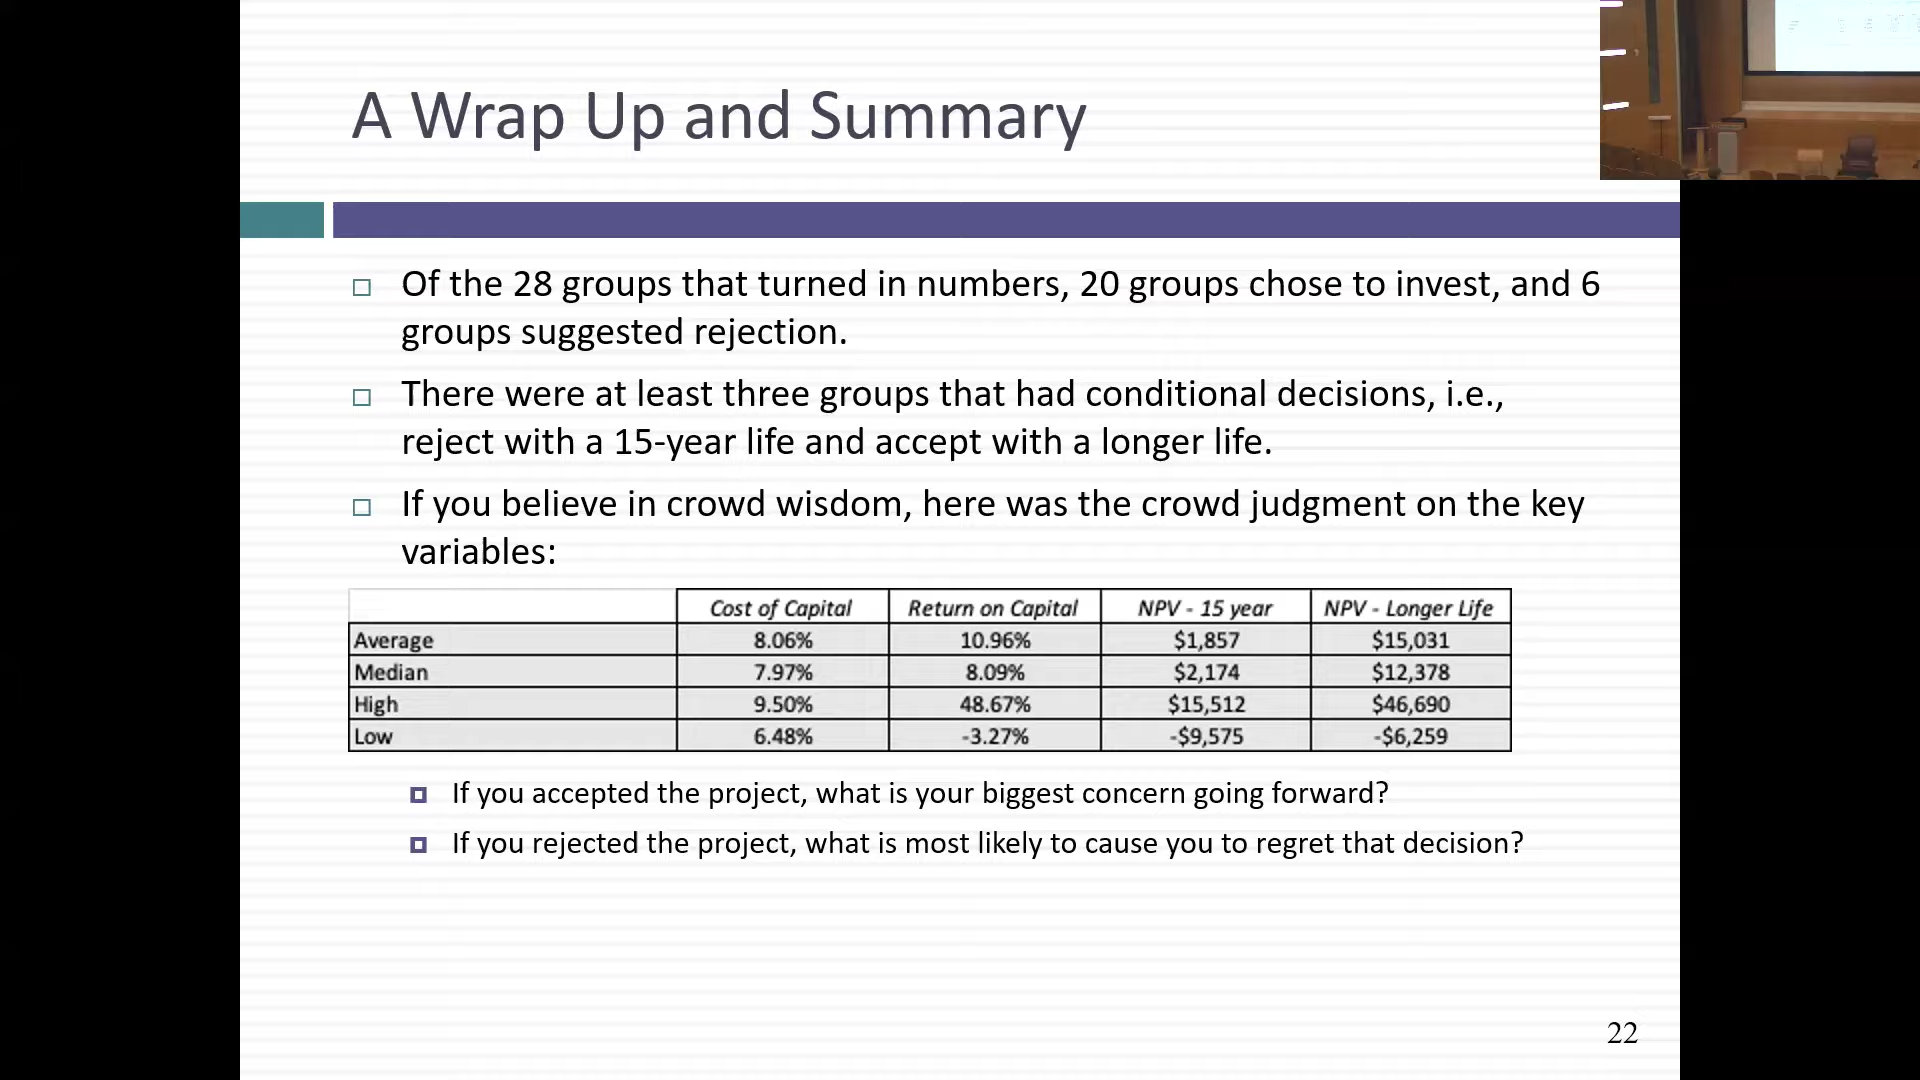 A Wrap Up and Summary
Of the 28 groups that turned in numbers, 20 groups chose to invest, and 6
groups suggested rejection.
There were at least three groups that had conditional decisions, i.e.,
reject with a 15-year life and accept with a longer life.
If you believe in crowd wisdom, here was the crowd judgment on the key
variables:
Cost of Capital Return on Capital NPV - 15 year NPV - Longer Life
Average 8.06% 10.96% $1,857 $15,031
Median 7.97% 8.09% $2,174 $12,378
High 9.50% 48.67% $15,512 $46,690
Low 6.48% -3.27% -$9,575 -$6,259
If you accepted the project, what is your biggest concern going forward?
If you rejected the project, what is most likely to cause you to regret that decision?
22